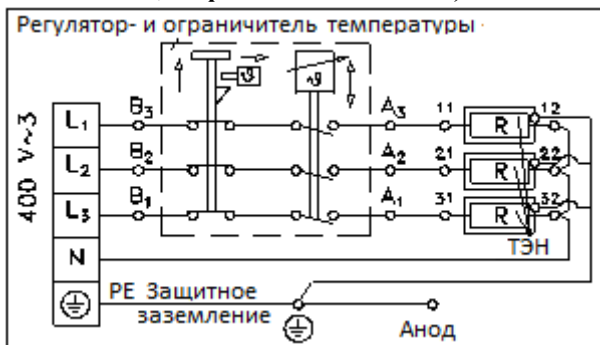 Регулятор- и ограничитель температуры
400 V~3
L1 B3 ϑ ϑ A3 11 R 12
L2 B2 A2 21 R 22
L3 B1 A1 31 R 32
N
ТЭН
PE Защитное
заземление
Анод